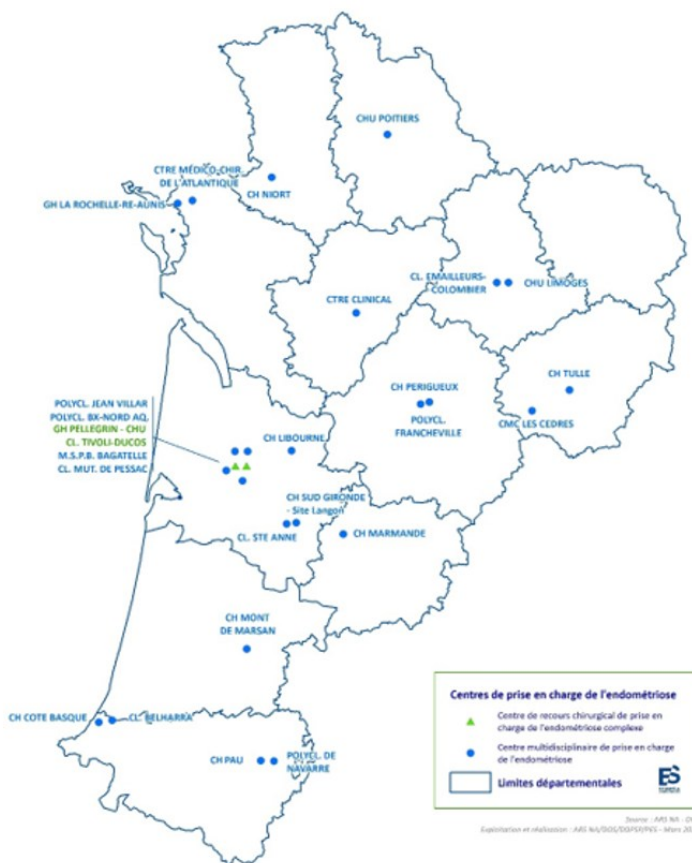 CHU POITIERS
CTRE MÉDICO-CHIR.
DE L'ATLANTIQUE
CH NIORT
GH LA ROCHELLE-RE-AUNIS
CL. EMAILLEURS-
COLOMBIER
CHU LIMOGES
CTRE CLINICAL
CH TULLE
CH PERIGUEUX
POLYCL.
FRANCHEVILLE
CMC LES CEDRES
POLYCL. JEAN VILLAR
POLYCL. BX-NORD AQ.
GH PELLEGRIN - CHU
CL. TIVOLI-DUCOS
M.S.P.B. BAGATELLE
CL. MUT. DE PESSAC
CH LIBOURNE
CH SUD GIRONDE
- Site Langon
CL. STE ANNE
CH MARMANDE
CH MONT
DE MARSAN
CH COTE BASQUE
CL. BELHARRA
CH PAU
POLYCL. DE
NAVARRE
Centres de prise en charge de l'endométriose
Centre de recours chirurgical de prise en
charge de l'endométriose complexe
Centre multidisciplinaire de prise en charge
de l'endométriose
Limites départementales
Source : ARS NA -
Exploitation et réalisation : ARS NA/DOS/DDPSF/PES - Mars